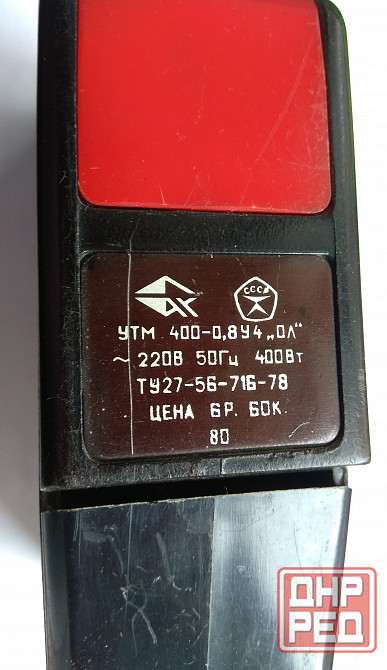 СССР
УТМ 400-0,8У4 „ОЛ“
~ 220В 50Гц 400Вт
ТУ27-56-716-78
ЦЕНА 6Р. 60К.
80
ДНР
РЕД